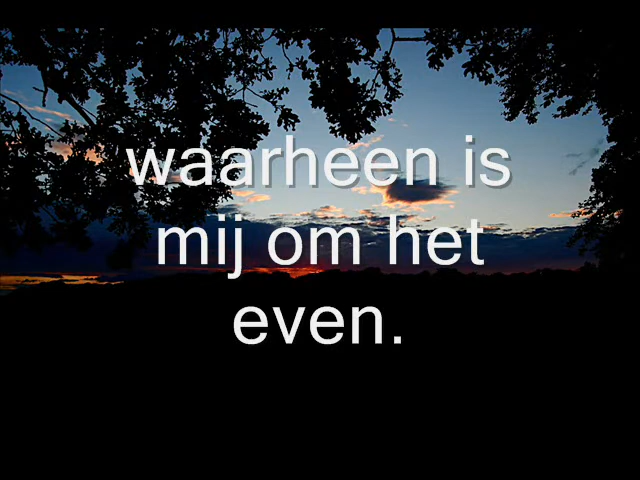 waarheen is
mij om het
even.